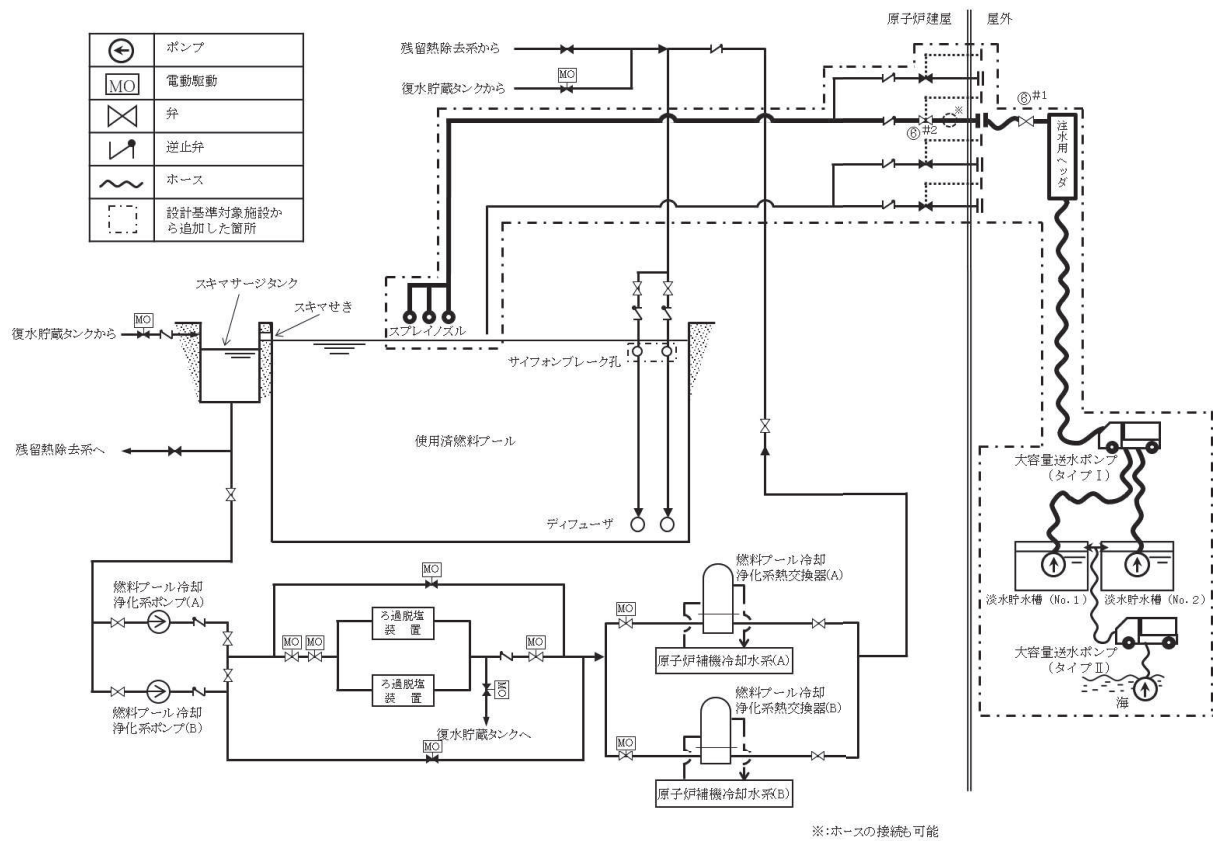 ポンプ
MO
電動駆動
弁
逆止弁
ホース
設計基準対象施設か
ら追加した箇所
残留熱除去系から
MO
復水貯蔵タンクから
原子炉建屋
屋外
※
⑥#1
⑥#2
注水用ヘッダ
スキマサージタンク
スキマせき
MO
復水貯蔵タンクから
スプレイノズル
サイフォンブレーク孔
残留熱除去系へ
使用済燃料プール
ディフューザ
大容量送水ポンプ
(タイプⅠ)
淡水貯水槽 (No.1)
淡水貯水槽 (No.2)
大容量送水ポンプ
(タイプⅡ)
海
燃料プール冷却
浄化系ポンプ(A)
燃料プール冷却
浄化系ポンプ(B)
MO
MO
MO
ろ過脱塩
装 置
ろ過脱塩
装 置
MO
MO
復水貯蔵タンクへ
MO
燃料プール冷却
浄化系熱交換器(A)
MO
原子炉補機冷却水系(A)
燃料プール冷却
浄化系熱交換器(B)
MO
原子炉補機冷却水系(B)
※:ホースの接続も可能